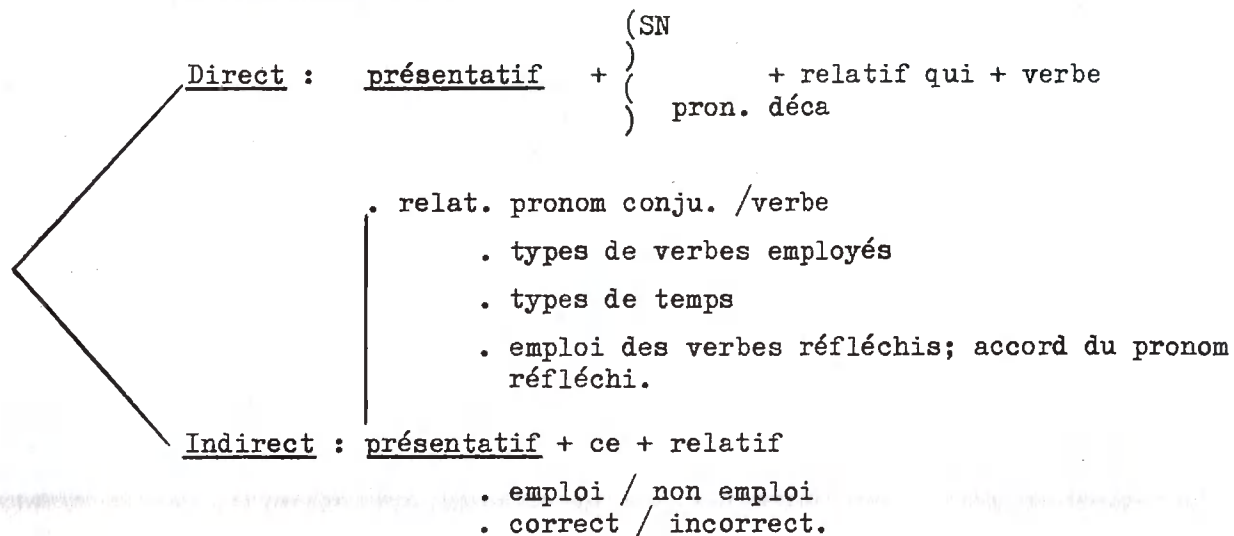 (SN
Direct : présentatif + ) ( + relatif qui + verbe
) pron. déca
. relat. pronom conju. /verbe
. types de verbes employés
. types de temps
. emploi des verbes réfléchis; accord du pronom
réfléchi.
Indirect : présentatif + ce + relatif
. emploi / non emploi
. correct / incorrect.